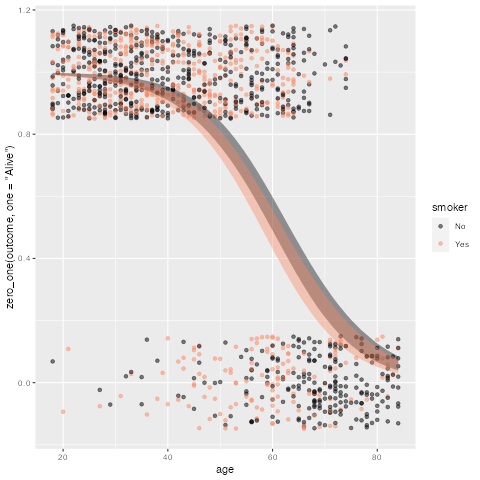 1.2
0.8
0.4
0.0
zero_one(outcome, one = "Alive")
20
40
60
80
age
smoker
No
Yes